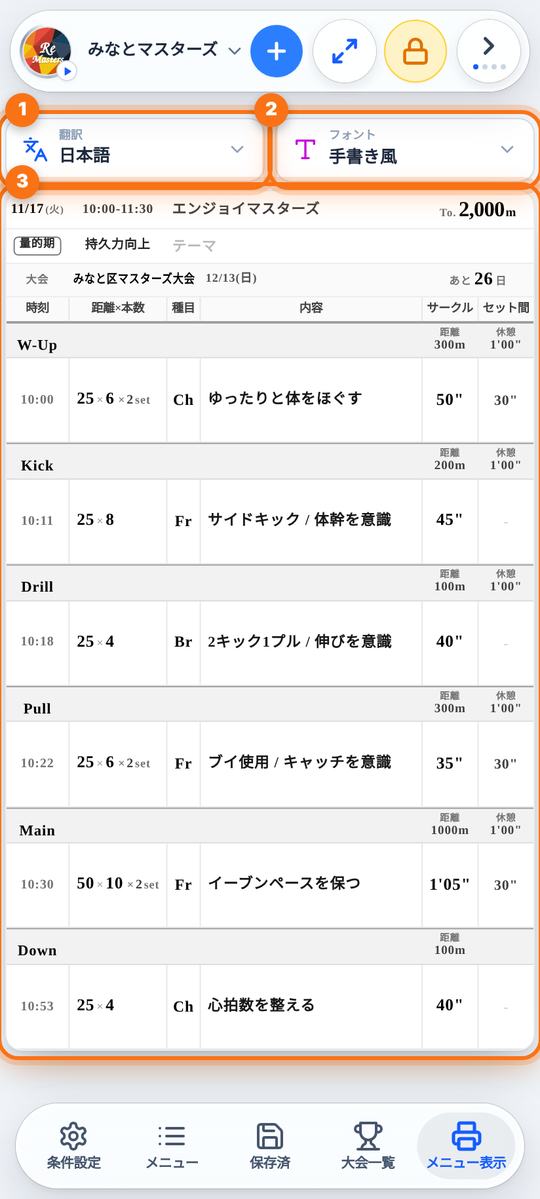 Re
Masters
みなとマスターズ
1
2
翻訳
日本語
フォント
手書き風
3
11/17(火) 10:00-11:30 エンジョイマスターズ To. 2,000m
量的期 持久力向上 テーマ
大会 みなと区マスターズ大会 12/13(日) あと 26 日
時刻 距離×本数 種目 内容 サークル セット間
W-Up 距離 300m 休憩 1'00"
10:00 25 × 6 × 2 set Ch ゆったりと体をほぐす 50" 30"
Kick 距離 200m 休憩 1'00"
10:11 25 × 8 Fr サイドキック / 体幹を意識 45" -
Drill 距離 100m 休憩 1'00"
10:18 25 × 4 Br 2キック1プル / 伸びを意識 40" -
Pull 距離 300m 休憩 1'00"
10:22 25 × 6 × 2 set Fr ブイ使用 / キャッチを意識 35" 30"
Main 距離 1000m 休憩 1'00"
10:30 50 × 10 × 2 set Fr イーブンペースを保つ 1'05" 30"
Down 距離 100m
10:53 25 × 4 Ch 心拍数を整える 40" -
条件設定 メニュー 保存済 大会一覧 メニュー表示